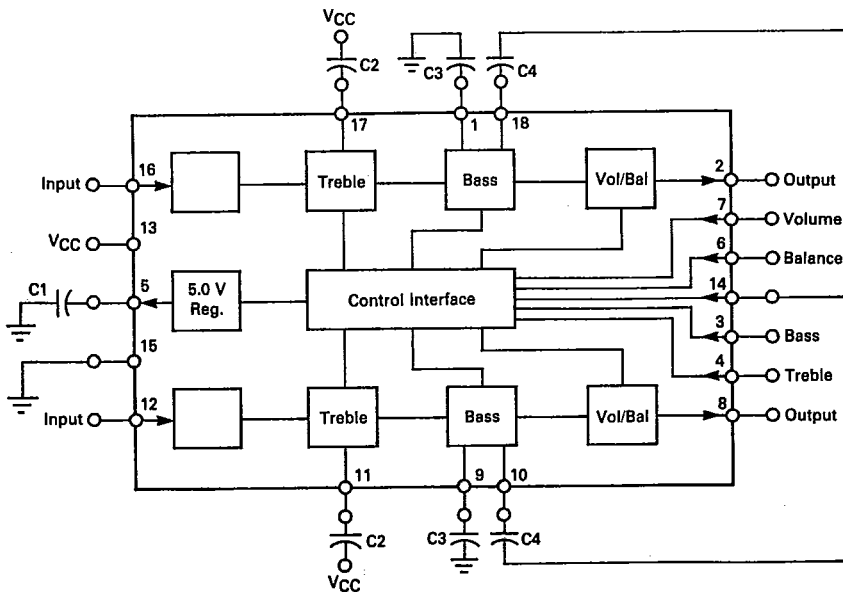 VCC
C2
C3
C4
17
1
18
16
Input
Treble
Bass
Vol/Bal
2
Output
7
Volume
13
VCC
6
Balance
C1
5
5.0 V
Reg.
Control Interface
14
3
Bass
15
4
Treble
12
Input
Treble
Bass
Vol/Bal
8
Output
11
9
10
C2
C3
C4
VCC